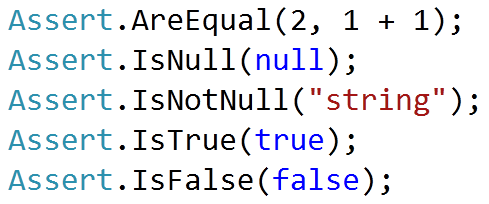 Assert.AreEqual(2, 1 + 1);
Assert.IsNull(null);
Assert.IsNotNull("string");
Assert.IsTrue(true);
Assert.IsFalse(false);